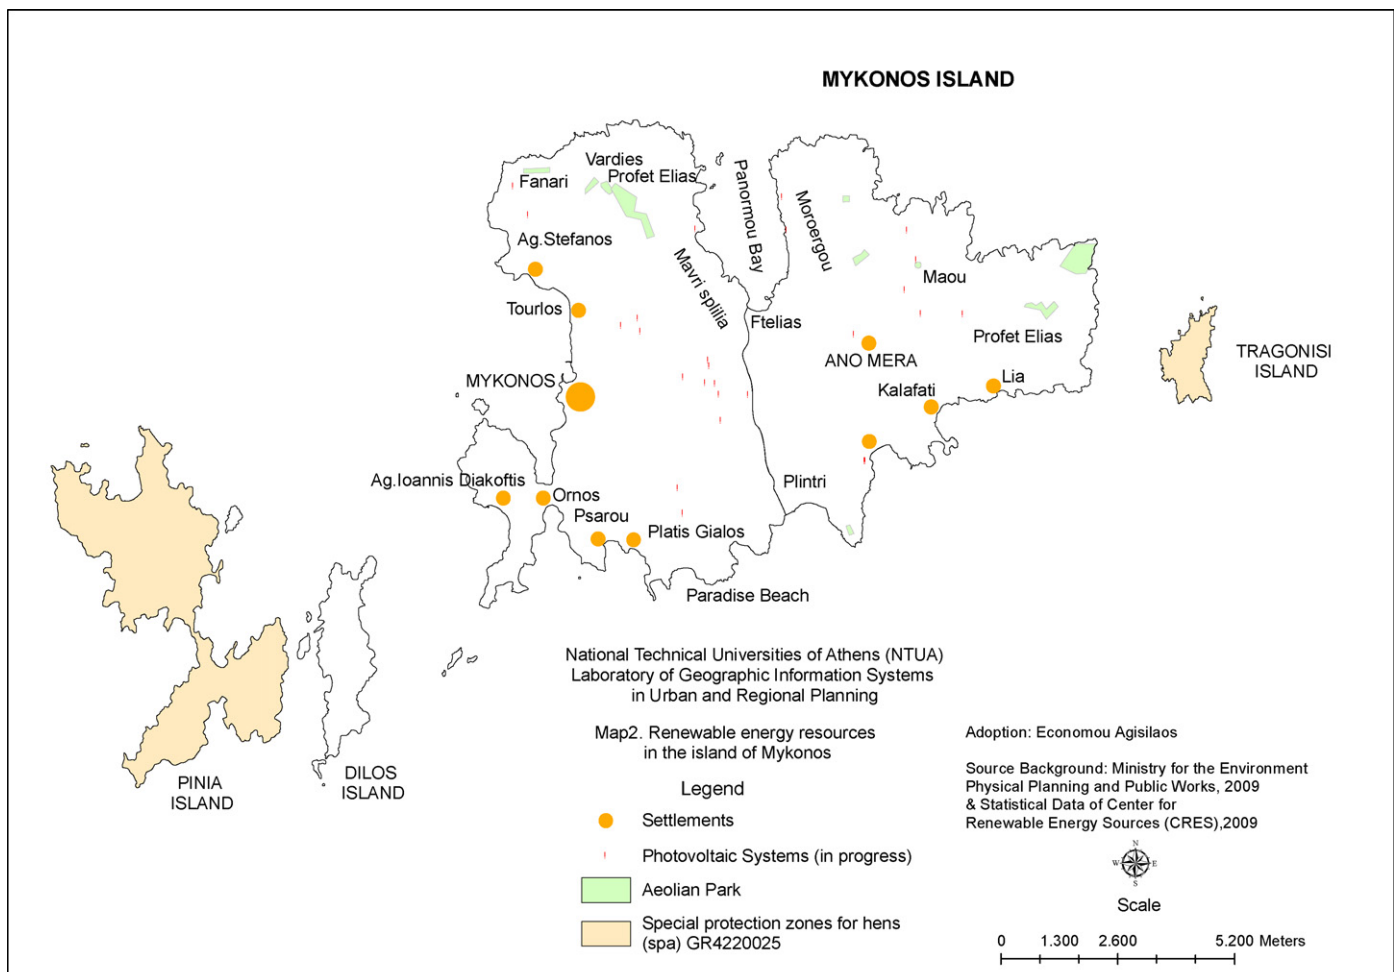 MYKONOS ISLAND
Vardies
Fanari
Profet Elias
Panormou Bay
Moroergou
Ag.Stefanos
Mavri splilia
Maou
Tourlos
Ftelias
Profet Elias
ANO MERA
TRAGONISI
ISLAND
MYKONOS
Kalafati
Lia
Ag.Ioannis Diakoftis
Ornos
Plintri
Psarou
Platis Gialos
Paradise Beach
PINIA
ISLAND
DILOS
ISLAND
National Technical Universities of Athens (NTUA)
Laboratory of Geographic Information Systems
in Urban and Regional Planning
Map2. Renewable energy resources
in the island of Mykonos
Legend
Settlements
Photovoltaic Systems (in progress)
Aeolian Park
Special protection zones for hens
(spa) GR4220025
Adoption: Economou Agisilaos
Source Background: Ministry for the Environment
Physical Planning and Public Works, 2009
& Statistical Data of Center for
Renewable Energy Sources (CRES),2009
N
W E
S
Scale
0 1.300 2.600 5.200 Meters